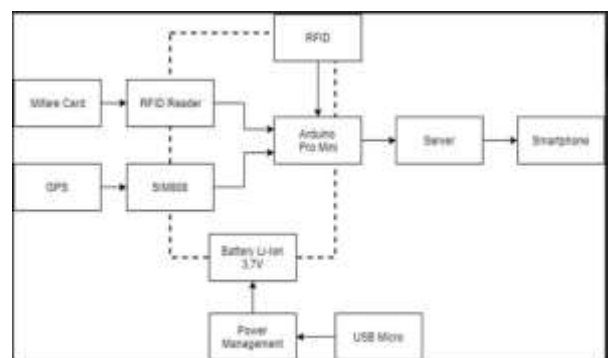 RFID
Mifare Card
RFID Reader
Arduino
Pro Mini
Server
Smartphone
GPS
SIM808
Battery Li-Ion
3.7V
Power
Management
USB Micro